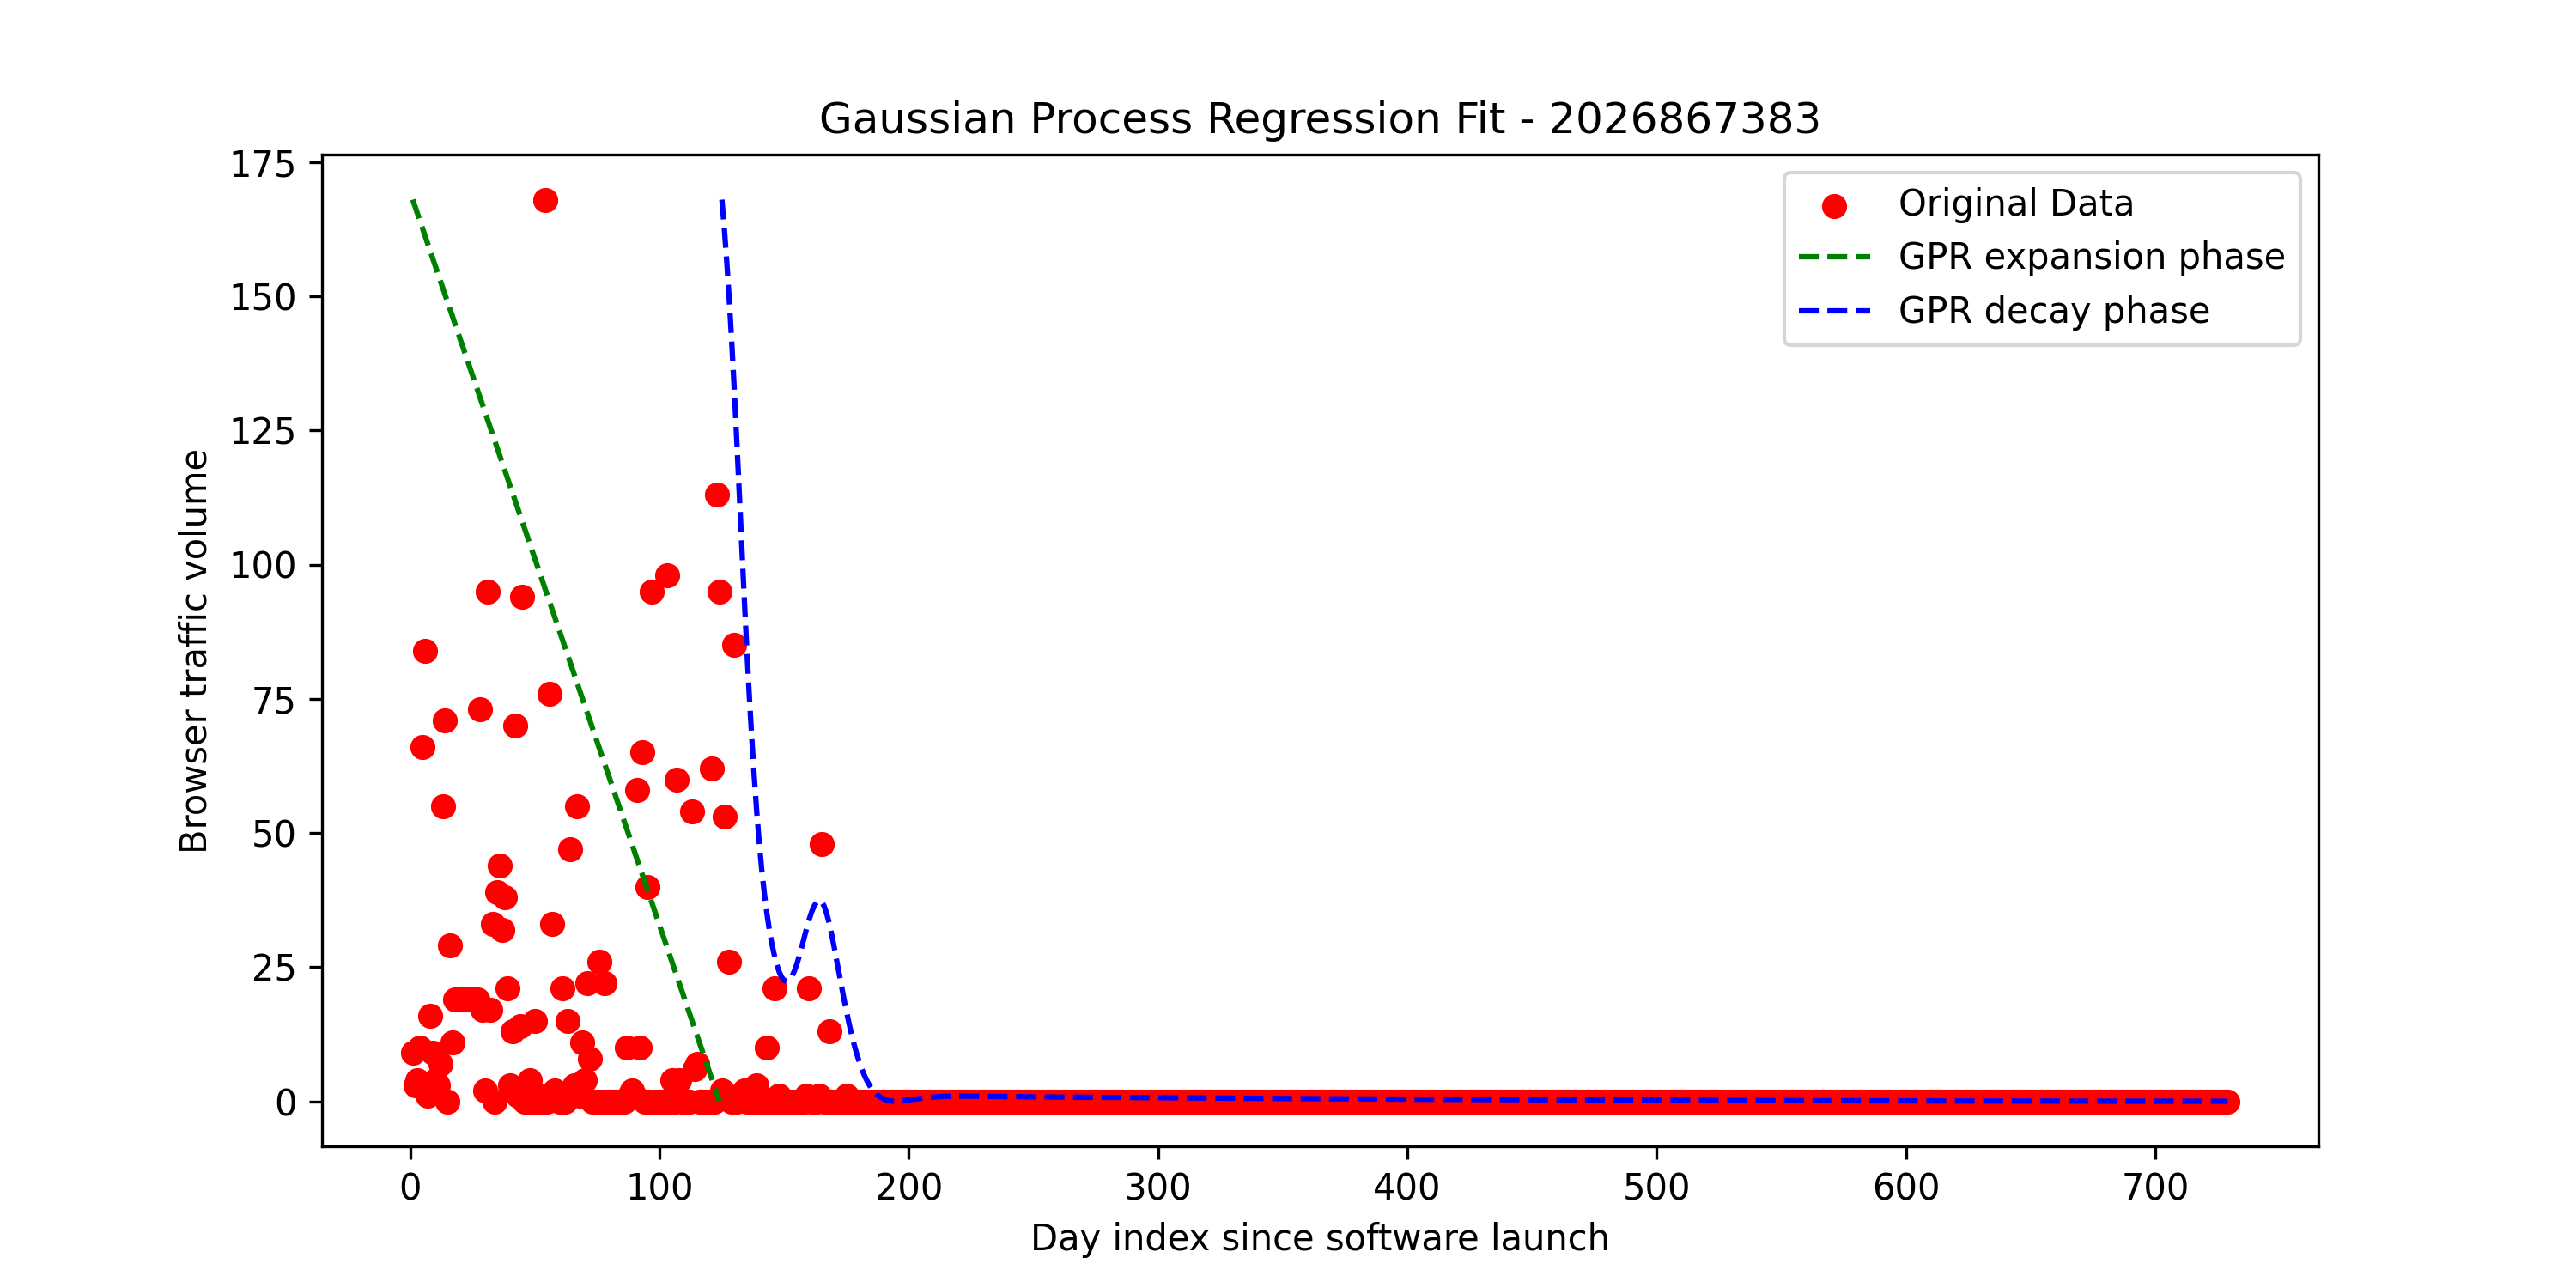 Gaussian Process Regression Fit - 2026867383
175
150
125
100
75
50
25
0
Browser traffic volume
Original Data
GPR expansion phase
GPR decay phase
0 100 200 300 400 500 600 700
Day index since software launch